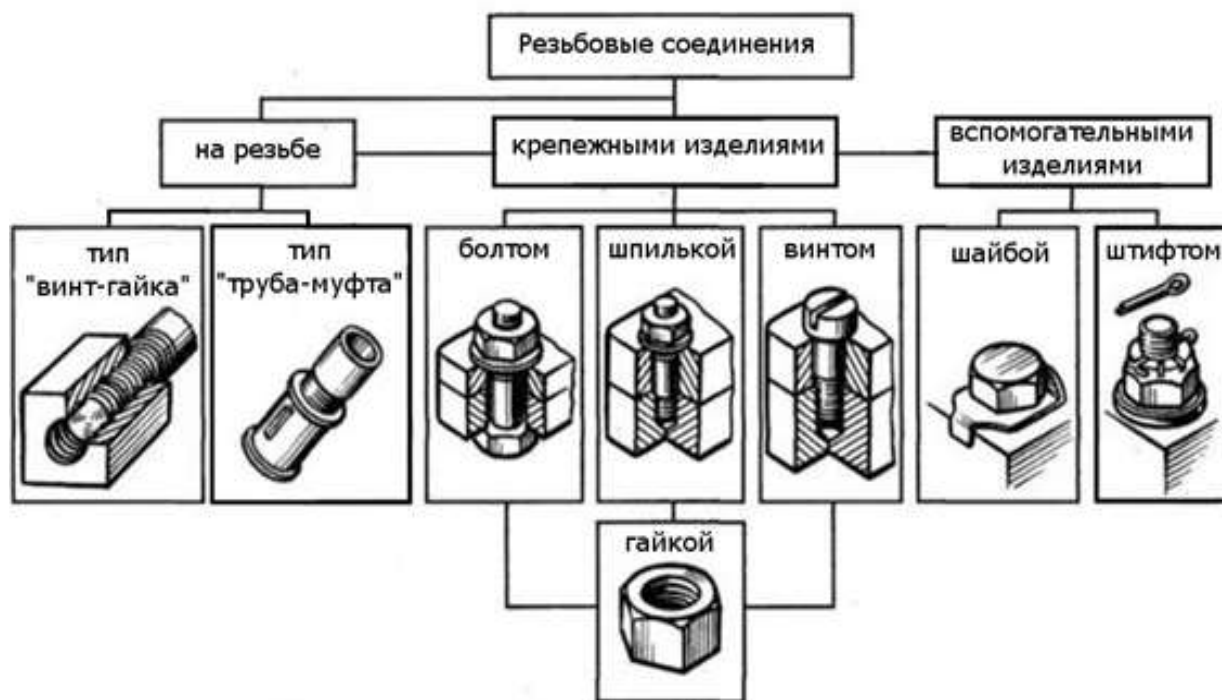 Резьбовые соединения
на резьбе
крепежными изделиями
вспомогательными
изделиями
тип
"винт-гайка"
тип
"труба-муфта"
болтом
шпилькой
винтом
шайбой
штифтом
гайкой